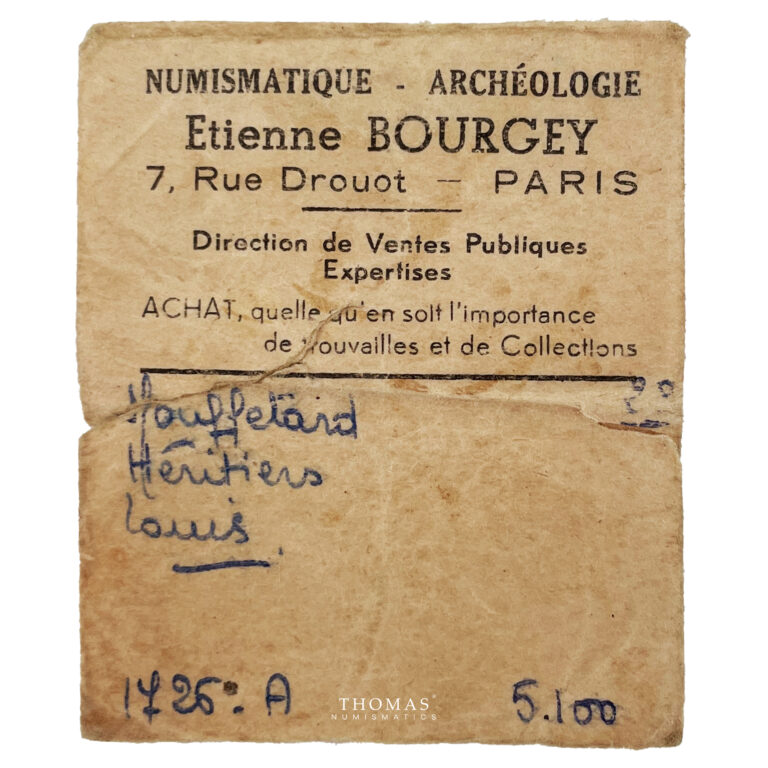 NUMISMATIQUE - ARCHÉOLOGIE
Etienne BOURGEY
7, Rue Drouot — PARIS
Direction de Ventes Publiques
Expertises
ACHAT, quelle qu'en soit l'importance
de trouvailles et de Collections
Mouffetard
Héritiers
Louis
1726. A
5.100
THOMAS
NUMISMATICS